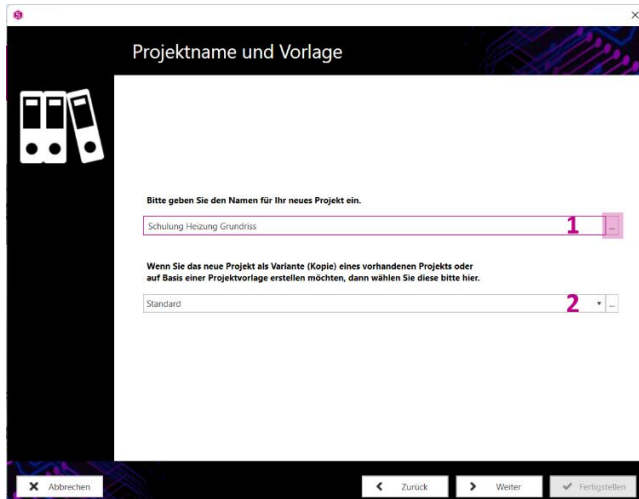 Projektname und Vorlage
Bitte geben Sie den Namen für Ihr neues Projekt ein.
Schulung Heizung Grundriss 1 ...
Wenn Sie das neue Projekt als Variante (Kopie) eines vorhandenen Projekts oder
auf Basis einer Projektvorlage erstellen möchten, dann wählen Sie diese bitte hier.
Standard 2 ...
Abbrechen Zurück Weiter Fertigstellen